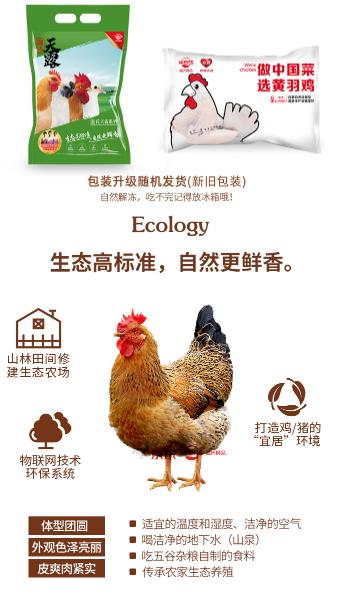 天露
Wens
chicken
做中国菜
选黄羽鸡
包装升级随机发货(新旧包装)
自然解冻，吃不完记得放冰箱哦！
Ecology
生态高标准，自然更鲜香。
山林田间修
建生态农场
打造鸡/猪的
“宜居”环境
物联网技术
环保系统
体型团圆
外观色泽亮丽
皮爽肉紧实
适宜的温度和湿度、洁净的空气
喝洁净的地下水（山泉）
吃五谷杂粮自制的食料
传承农家生态养殖